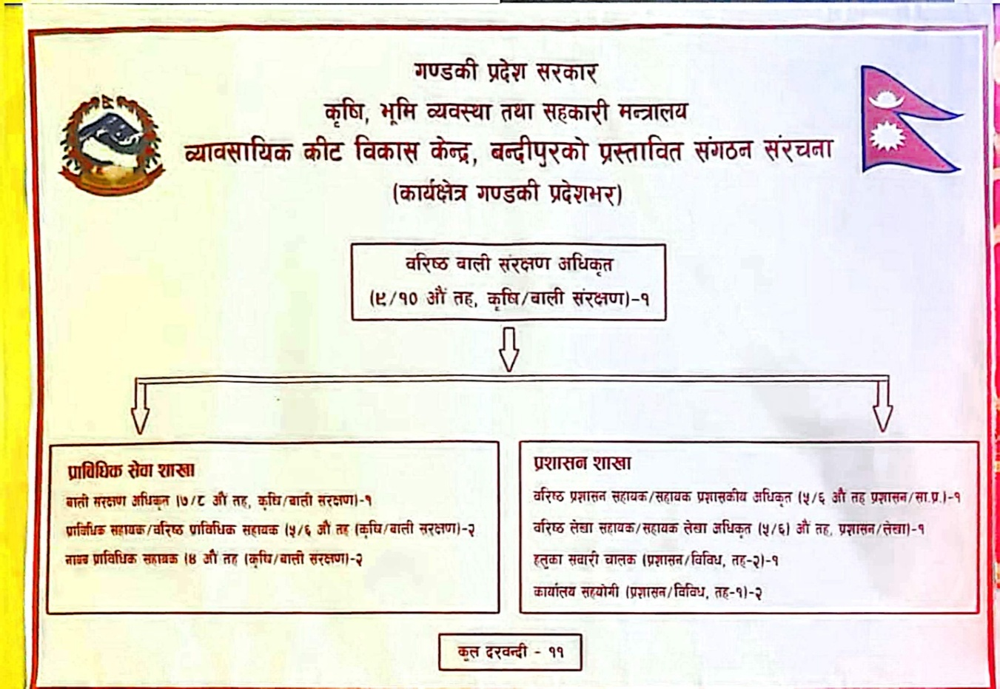 गण्डकी प्रदेश सरकार
कृषि, भूमि व्यवस्था तथा सहकारी मन्त्रालय
व्यावसायिक कीट विकास केन्द्र, बन्दीपुरको प्रस्तावित संगठन संरचना
(कार्यक्षेत्र गण्डकी प्रदेशभर)
वरिष्ठ बाली संरक्षण अधिकृत
(९/१० औं तह, कृषि/बाली संरक्षण)-१
प्राविधिक सेवा शाखा
बाली संरक्षण अधिकृत (७/८ औं तह, कृषि/बाली संरक्षण)-१
प्राविधिक सहायक/वरिष्ठ प्राविधिक सहायक (५/६ औं तह (कृषि/बाली संरक्षण)-२
नायव प्राविधिक सहायक (४ औं तह (कृषि/बाली संरक्षण)-२
प्रशासन शाखा
वरिष्ठ प्रशासन सहायक/सहायक प्रशासकीय अधिकृत (५/६ औं तह प्रशासन/सा.प्र.)-१
वरिष्ठ लेखा सहायक/सहायक लेखा अधिकृत (५/६) औं तह, प्रशासन/लेखा)-१
हलुका सवारी चालक (प्रशासन/विविध, तह-२)-१
कार्यालय सहयोगी (प्रशासन/विविध, तह-१)-२
कुल दरवन्दी - ११